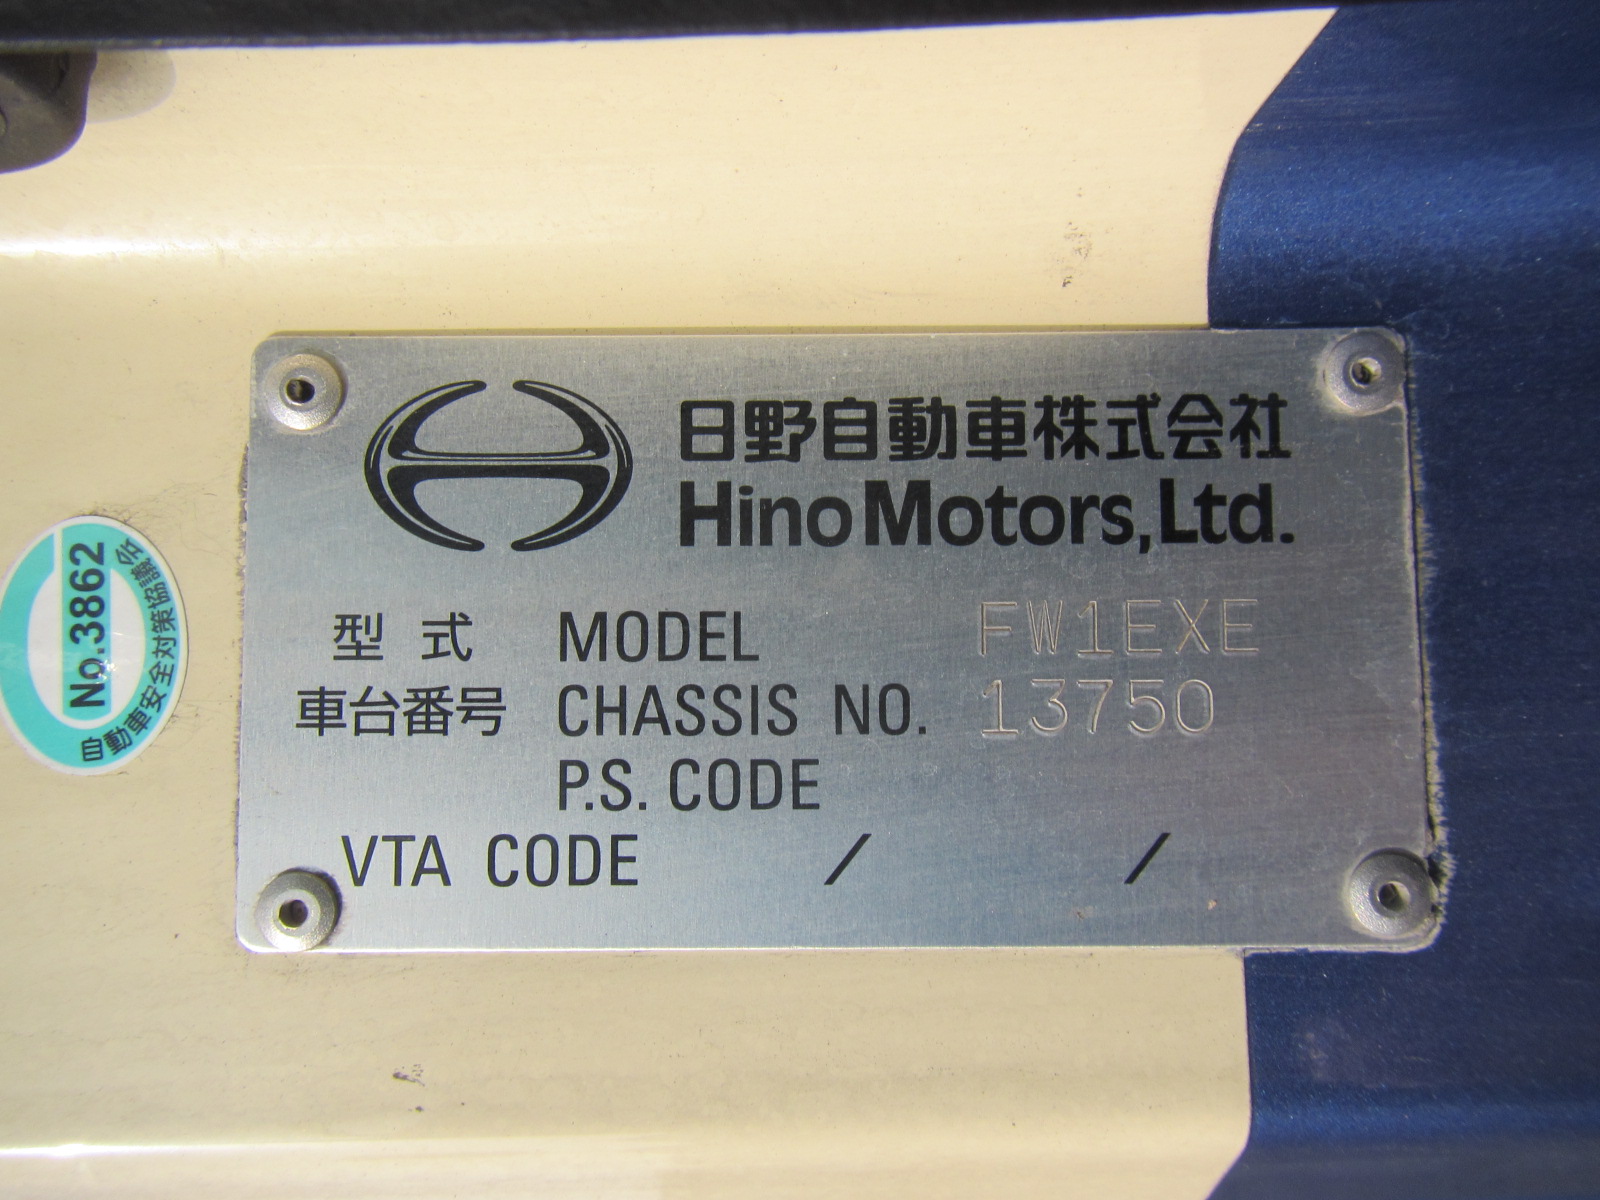 日野自動車株式会社
Hino Motors, Ltd.
型式 MODEL FW1EXE
車台番号 CHASSIS NO. 13750
P.S. CODE
VTA CODE / /
No.3862
自動車安全対策協議会